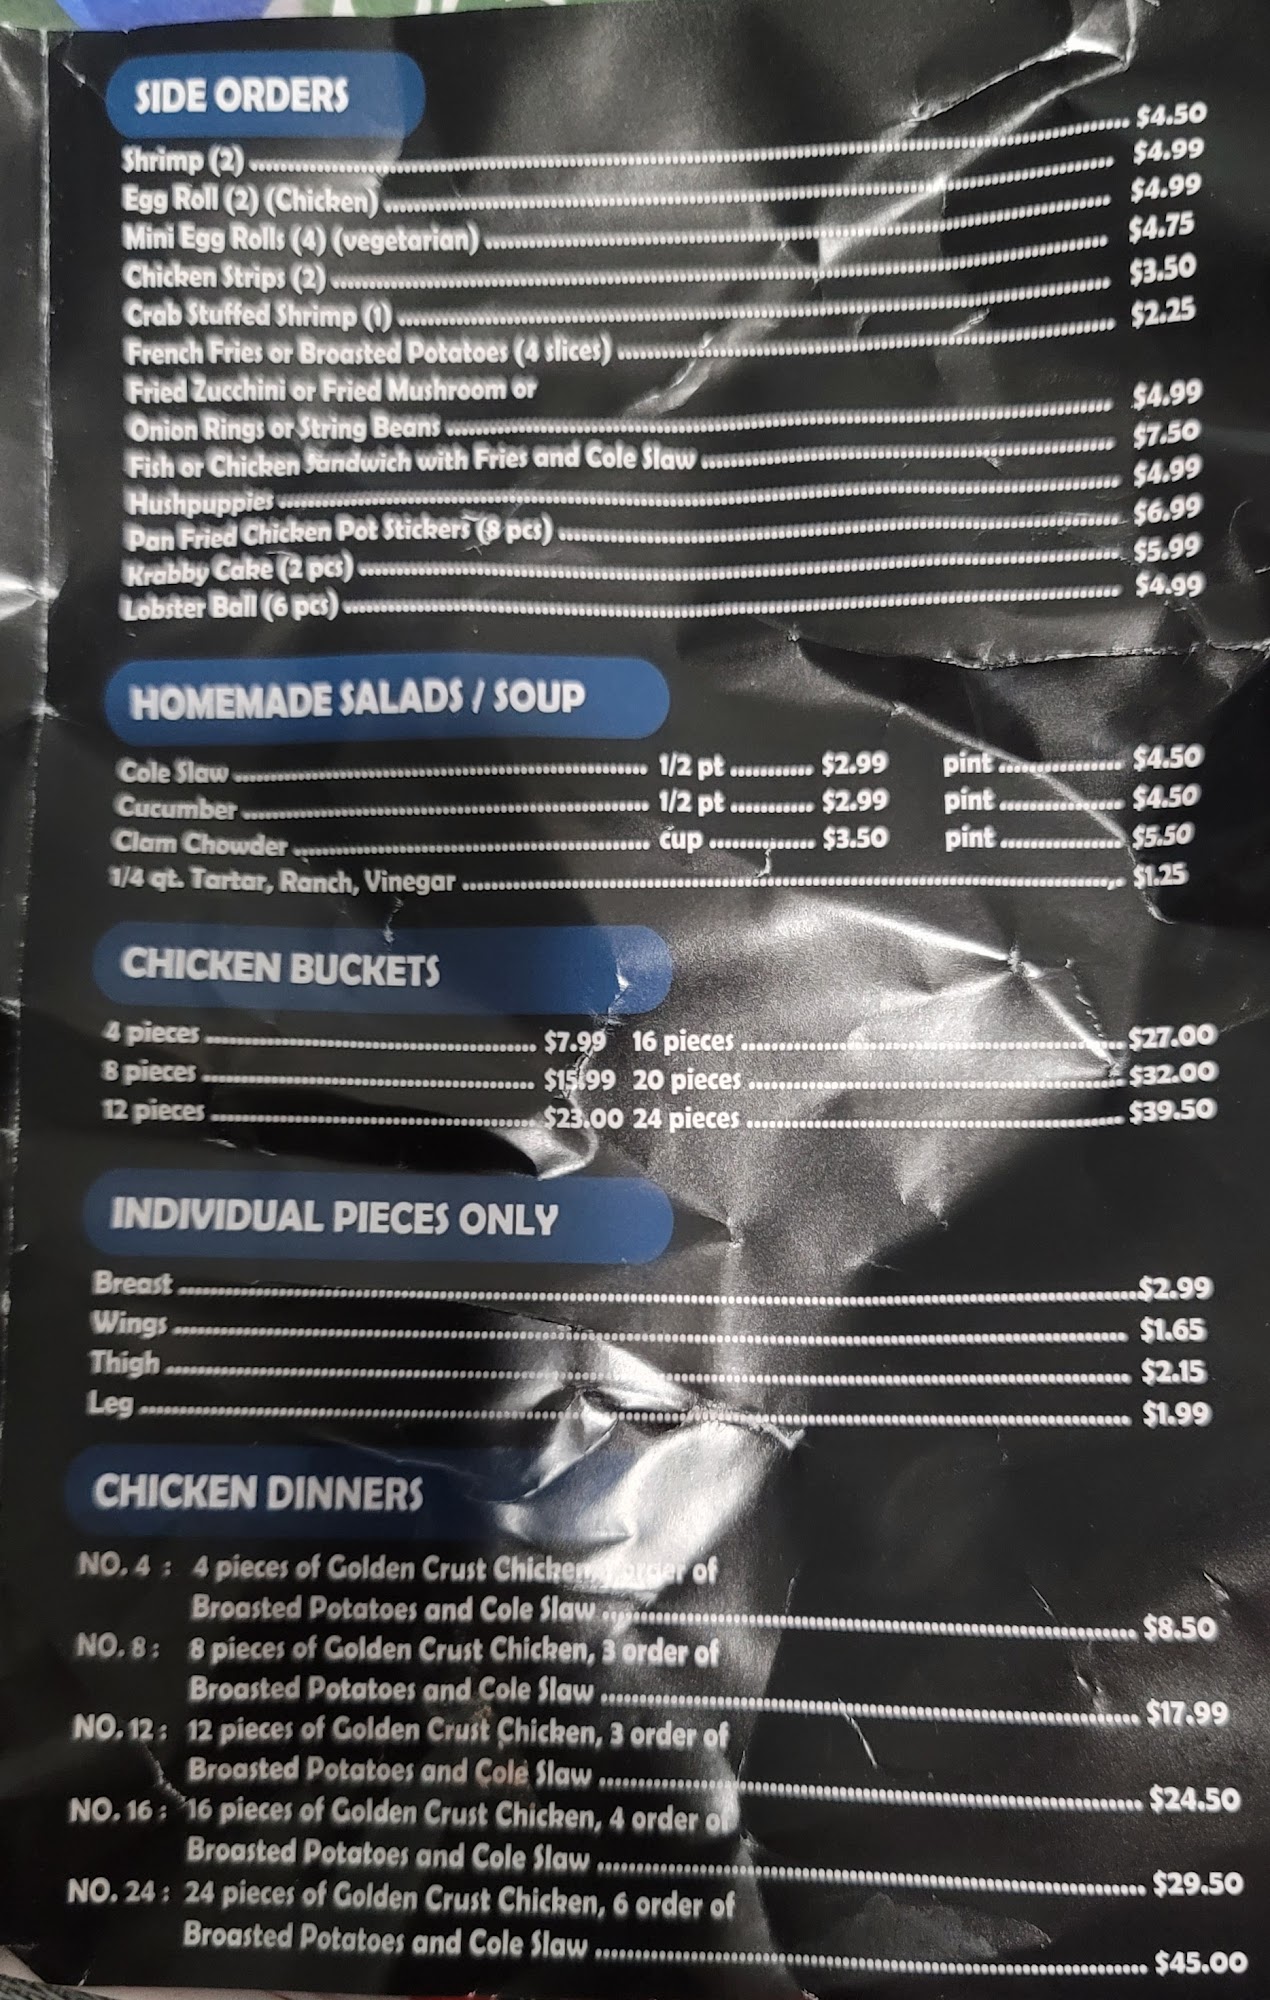 SIDE ORDERS
Shrimp (2) $4.50
Egg Roll (2) (Chicken) $4.99
Mini Egg Rolls (4) (vegetarian) $4.99
Chicken Strips (2) $4.75
Crab Stuffed Shrimp (1) $3.50
French Fries or Broasted Potatoes (4 slices) $2.25
Fried Zucchini or Fried Mushroom or
Onion Rings or String Beans $4.99
Fish or Chicken Sandwich with Fries and Cole Slaw $7.50
Hushpuppies $4.99
Pan Fried Chicken Pot Stickers (8 pcs) $6.99
Krabby Cake (2 pcs) $5.99
Lobster Ball (6 pcs) $4.99
HOMEMADE SALADS / SOUP
Cole Slaw 1/2 pt $2.99 pint $4.50
Cucumber 1/2 pt $2.99 pint $4.50
Clam Chowder cup $3.50 pint $5.50
1/4 qt. Tartar, Ranch, Vinegar $1.25
CHICKEN BUCKETS
4 pieces $7.99 16 pieces $27.00
8 pieces $15.99 20 pieces $32.00
12 pieces $23.00 24 pieces $39.50
INDIVIDUAL PIECES ONLY
Breast $2.99
Wings $1.65
Thigh $2.15
Leg $1.99
CHICKEN DINNERS
NO. 4 : 4 pieces of Golden Crust Chicken, order of
Broasted Potatoes and Cole Slaw $8.50
NO. 8 : 8 pieces of Golden Crust Chicken, 3 order of
Broasted Potatoes and Cole Slaw $17.99
NO. 12 : 12 pieces of Golden Crust Chicken, 3 order of
Broasted Potatoes and Cole Slaw $24.50
NO. 16 : 16 pieces of Golden Crust Chicken, 4 order of
Broasted Potatoes and Cole Slaw $29.50
NO. 24 : 24 pieces of Golden Crust Chicken, 6 order of
Broasted Potatoes and Cole Slaw $45.00